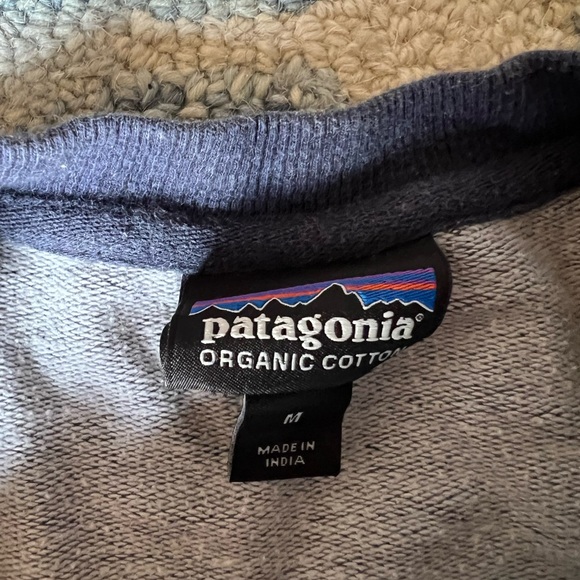 patagonia®
ORGANIC COTTON
M
MADE IN
INDIA